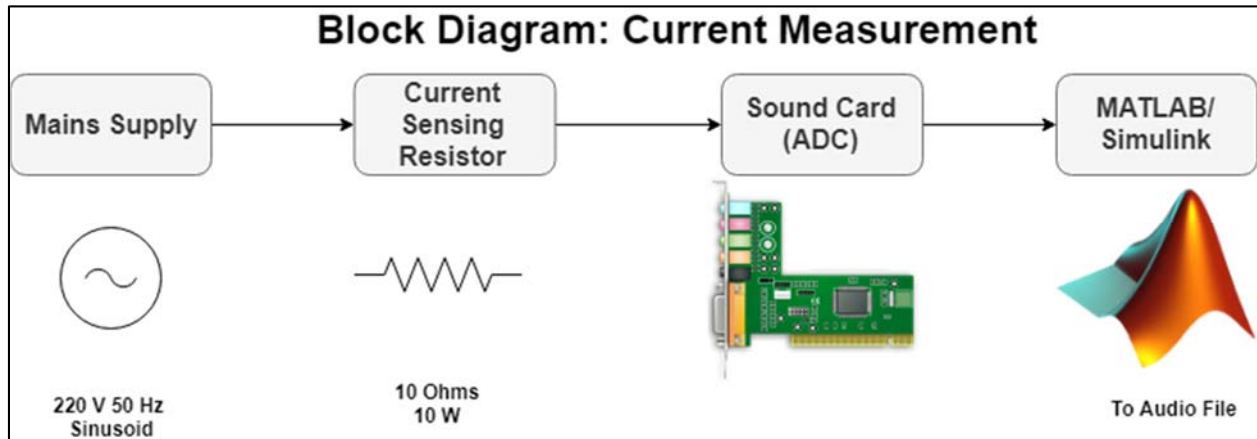 Block Diagram: Current Measurement
Mains Supply
Current
Sensing
Resistor
Sound Card
(ADC)
MATLAB/
Simulink
220 V 50 Hz
Sinusoid
10 Ohms
10 W
To Audio File